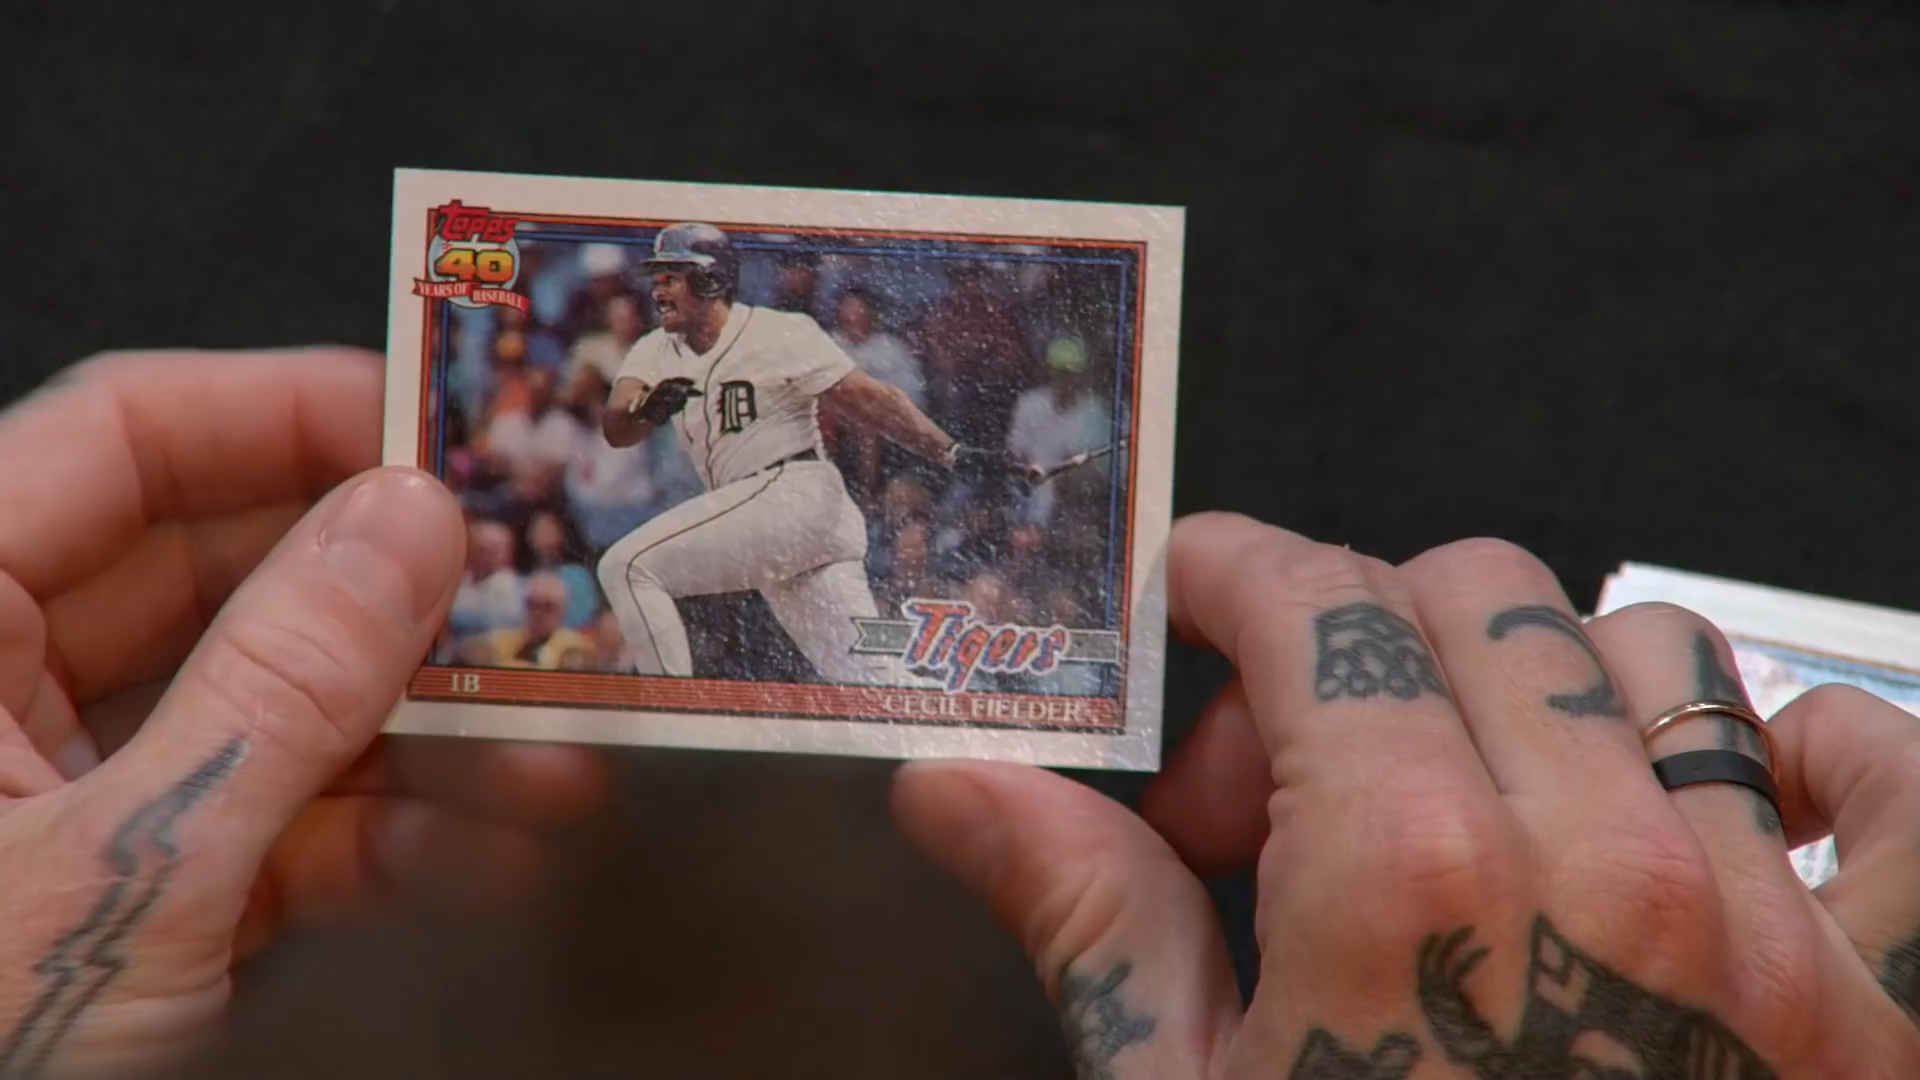 topps
40
YEARS OF BASEBALL
D
Tigers
1B
CECIL FIELDER